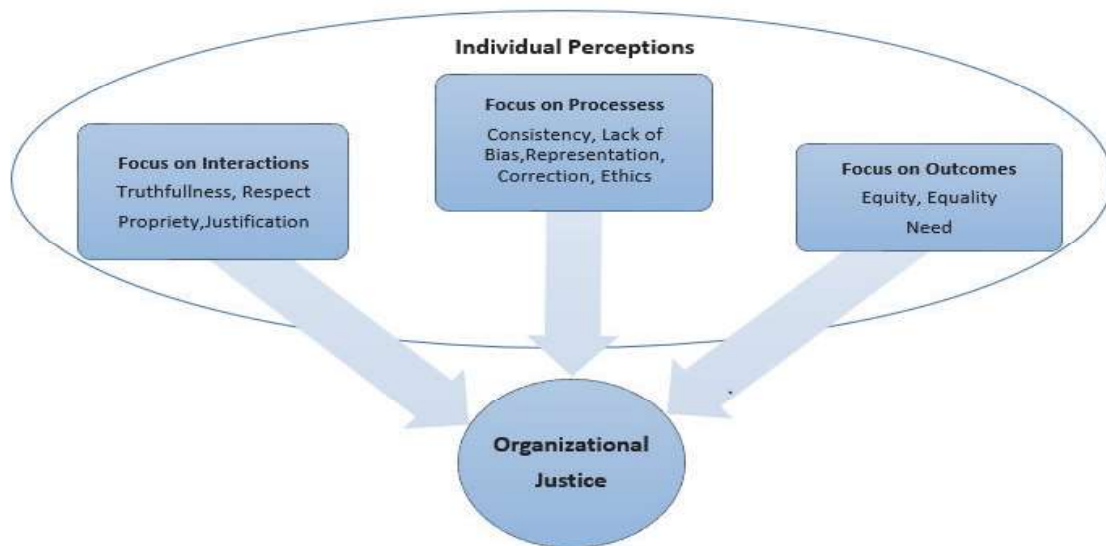 Individual Perceptions
Focus on Interactions
Truthfullness, Respect
Propriety,Justification
Focus on Processess
Consistency, Lack of
Bias,Representation,
Correction, Ethics
Focus on Outcomes
Equity, Equality
Need
Organizational
Justice